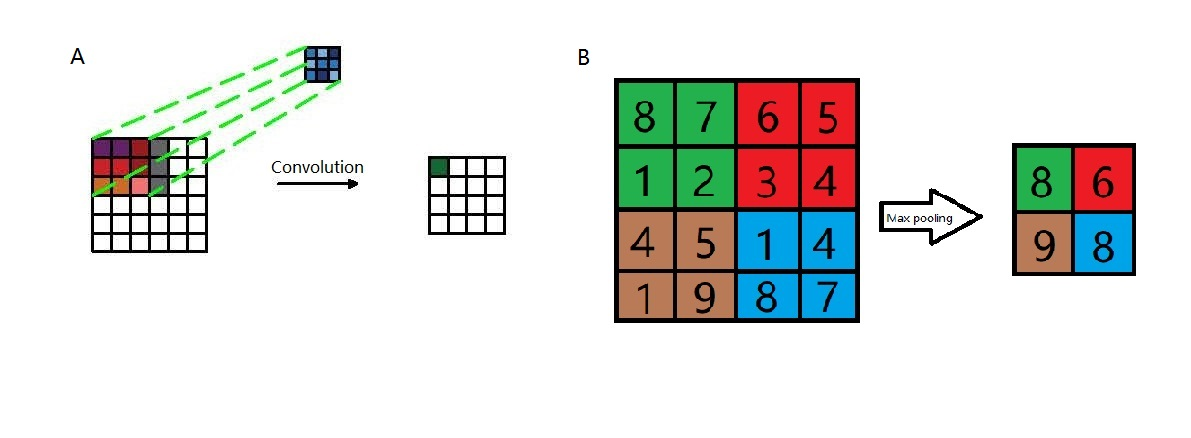 A
Convolution
B
8 7 6 5
1 2 3 4
4 5 1 4
1 9 8 7
Max pooling
8 6
9 8